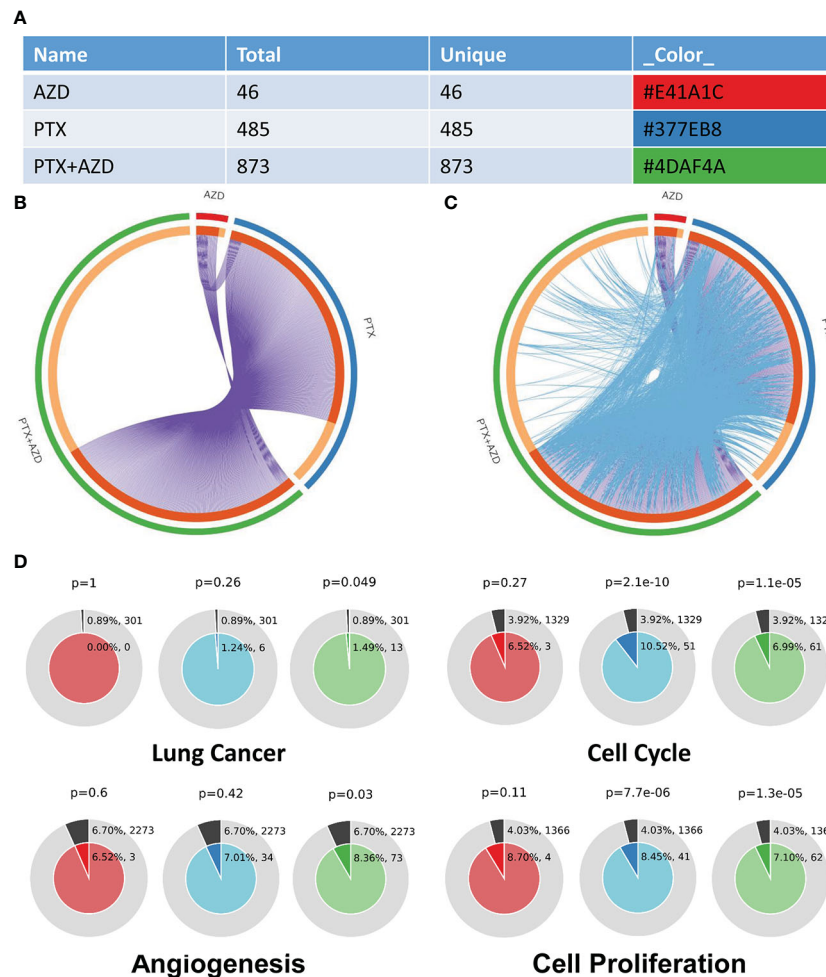 A
Name Total Unique _Color_
AZD 46 46 #E41A1C
PTX 485 485 #377EB8
PTX+AZD 873 873 #4DAF4A
B
AZD
PTX
PTX+AZD
C
AZD
PTX+AZD
D
p=1 p=0.26 p=0.049
0.89%, 301 0.89%, 301 0.89%, 301
0.00%, 0 1.24%, 6 1.49%, 13
Lung Cancer
p=0.27 p=2.1e-10 p=1.1e-05
3.92%, 1329 3.92%, 1329 3.92%, 132
6.52%, 3 10.52%, 51 6.99%, 61
Cell Cycle
p=0.6 p=0.42 p=0.03
6.70%, 2273 6.70%, 2273 6.70%, 2273
6.52%, 3 7.01%, 34 8.36%, 73
Angiogenesis
p=0.11 p=7.7e-06 p=1.3e-05
4.03%, 1366 4.03%, 1366 4.03%, 136
8.70%, 4 8.45%, 41 7.10%, 62
Cell Proliferation